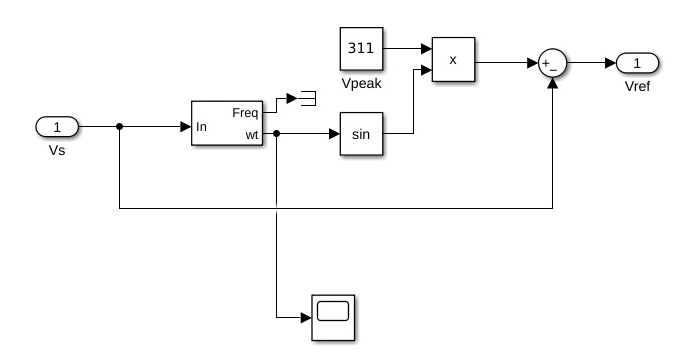 311
Vpeak
x
+
−
1
Vref
In
Freq
wt
sin
1
Vs